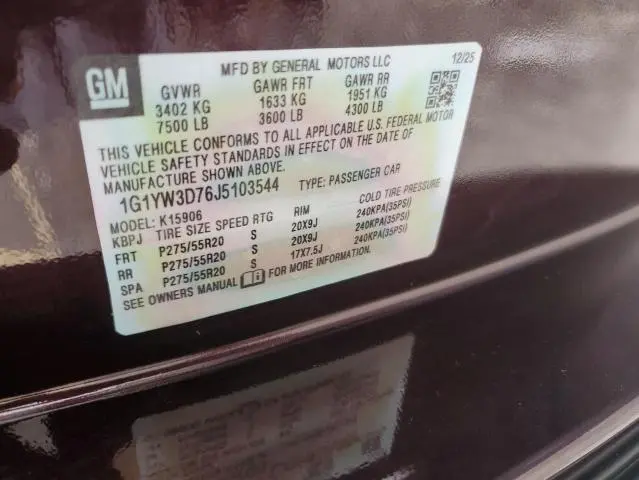 GM
MFD BY GENERAL MOTORS LLC 12/25
GVWR GAWR FRT GAWR RR
3402 KG 1633 KG 1951 KG
7500 LB 3600 LB 4300 LB
THIS VEHICLE CONFORMS TO ALL APPLICABLE U.S. FEDERAL MOTOR
VEHICLE SAFETY STANDARDS IN EFFECT ON THE DATE OF
MANUFACTURE SHOWN ABOVE.
1G1YW3D76J5103544 TYPE: PASSENGER CAR
MODEL: K15906
KBPJ TIRE SIZE SPEED RTG RIM COLD TIRE PRESSURE
FRT P275/55R20 S 20X9J 240KPA(35PSI)
RR P275/55R20 S 20X9J 240KPA(35PSI)
SPA P275/55R20 S 17X7.5J 240KPA(35PSI)
SEE OWNERS MANUAL FOR MORE INFORMATION.